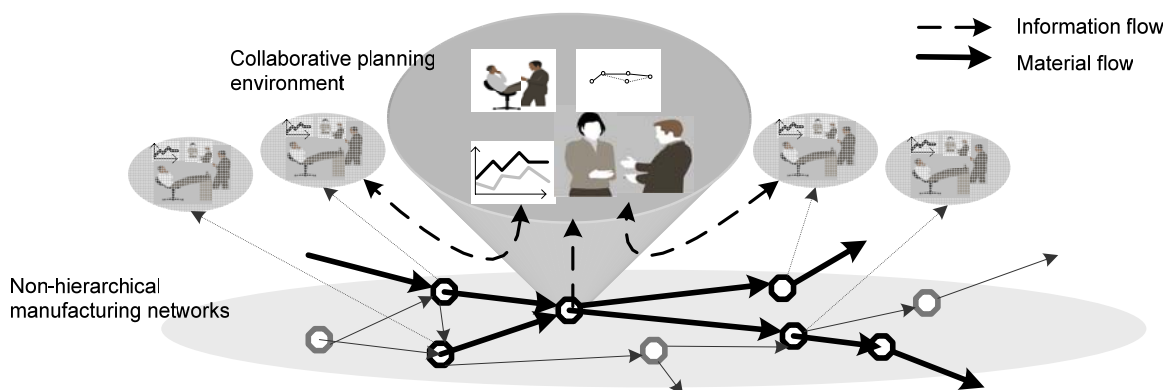 Information flow
Material flow
Collaborative planning
environment
Non-hierarchical
manufacturing networks